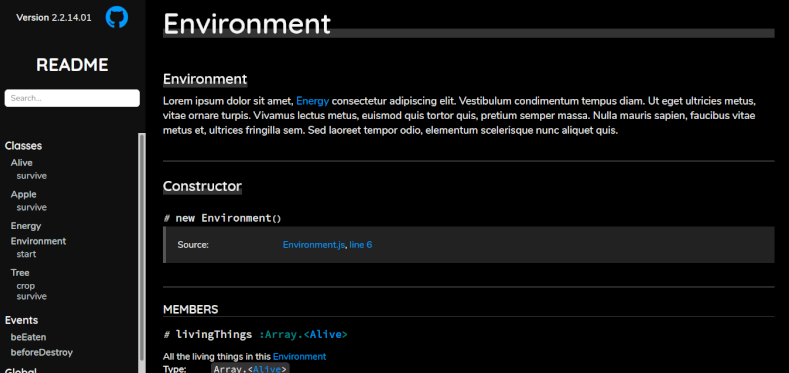 Version 2.2.14.01
README
Search...
Classes
Alive
survive
Apple
survive
Energy
Environment
start
Tree
crop
survive
Events
beEaten
beforeDestroy
Global
Environment
Environment
Lorem ipsum dolor sit amet, Energy consectetur adipiscing elit. Vestibulum condimentum tempus diam. Ut eget ultricies metus,
vitae ornare turpis. Vivamus lectus metus, euismod quis tortor quis, pretium semper massa. Nulla mauris sapien, faucibus vitae
metus et, ultrices fringilla sem. Sed laoreet tempor odio, elementum scelerisque nunc aliquet quis.
Constructor
# new Environment()
Source: Environment.js, line 6
MEMBERS
# livingThings :Array.<Alive>
All the living things in this Environment
Type: Array.<Alive>